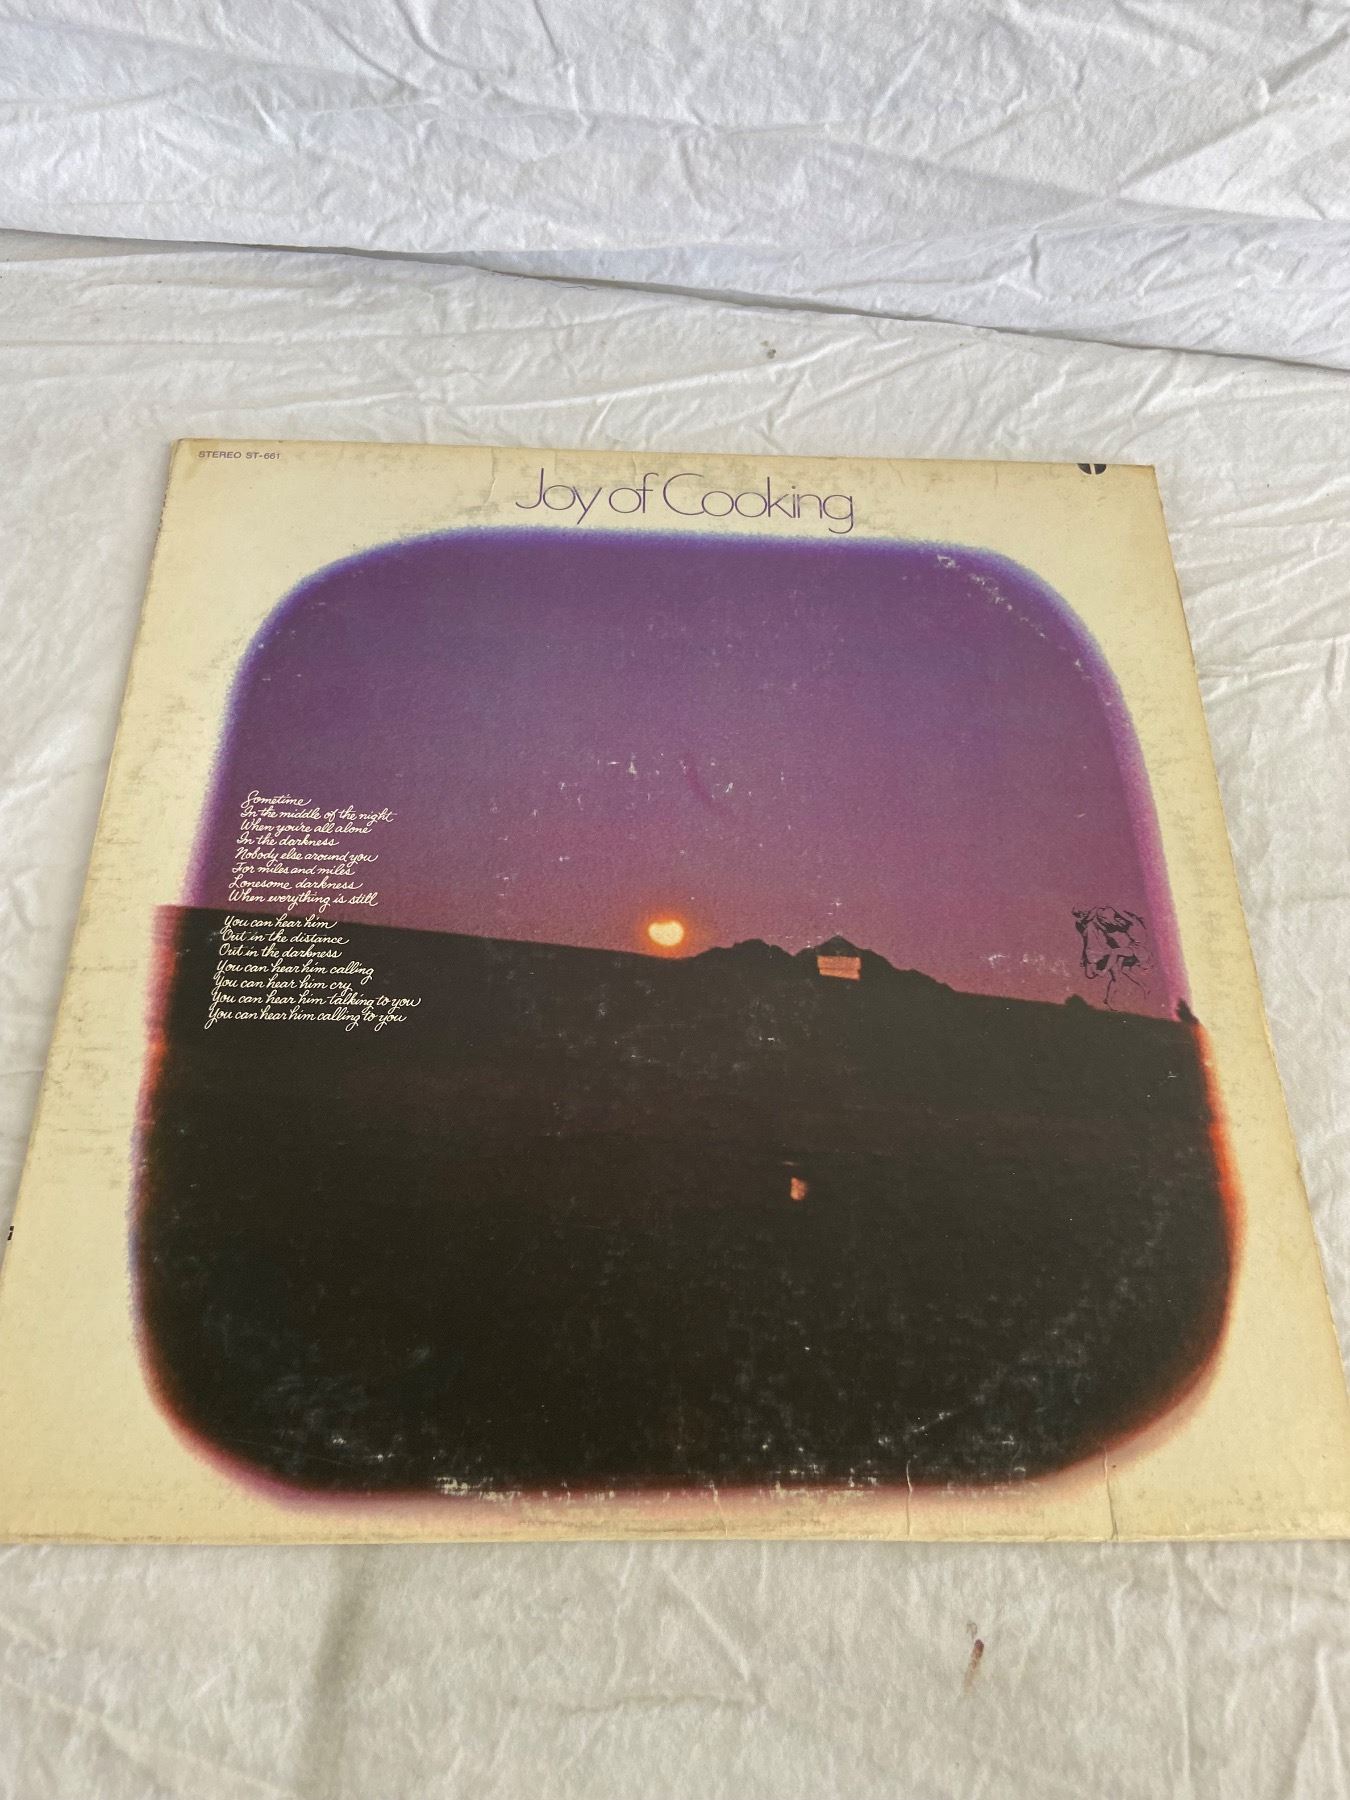 STEREO ST-661
Joy of Cooking
Sometime
In the middle of the night
When you're all alone
In the darkness
Nobody else around you
For miles and miles
Lonesome darkness
When everything is still
You can hear him
Out in the distance
Out in the darkness
You can hear him calling
You can hear him cry
You can hear him talking to you
You can hear him calling to you